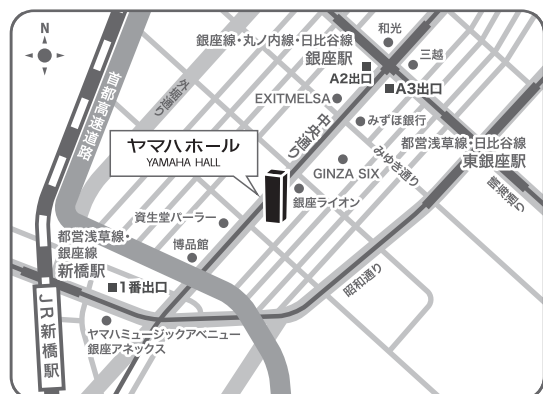 N
和光
銀座線・丸ノ内線・日比谷線
銀座駅
三越
A2出口
A3出口
首都高速道路
外堀通り
EXITMELSA
中央通り
みずほ銀行
都営浅草線・日比谷線
東銀座駅
ヤマハホール
YAMAHA HALL
みゆき通り
GINZA SIX
晴海通り
銀座ライオン
資生堂パーラー
都営浅草線・
銀座線
新橋駅
博品館
昭和通り
1番出口
JR新橋駅
ヤマハミュージックアベニュー
銀座アネックス